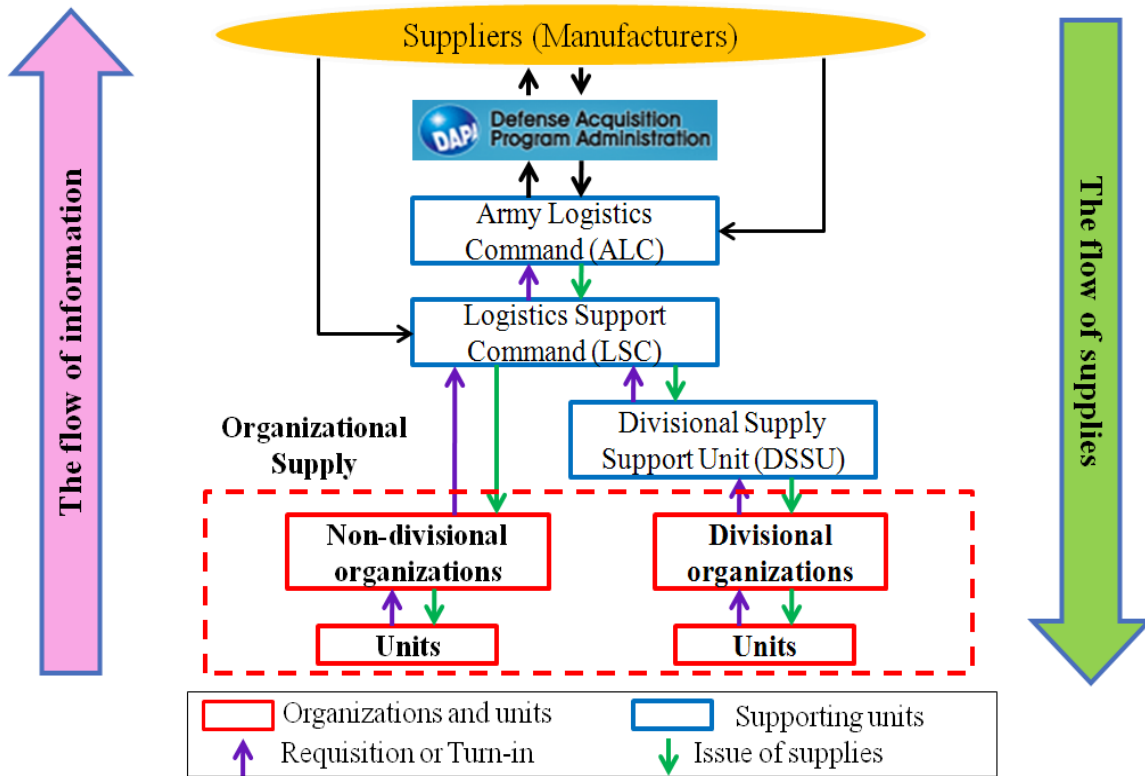 Suppliers (Manufacturers)
DAPA
Defense Acquisition
Program Administration
Army Logistics
Command (ALC)
Logistics Support
Command (LSC)
Organizational
Supply
Divisional Supply
Support Unit (DSSU)
Non-divisional
organizations
Divisional
organizations
Units
Units
The flow of information
The flow of supplies
Organizations and units
Supporting units
Requisition or Turn-in
Issue of supplies